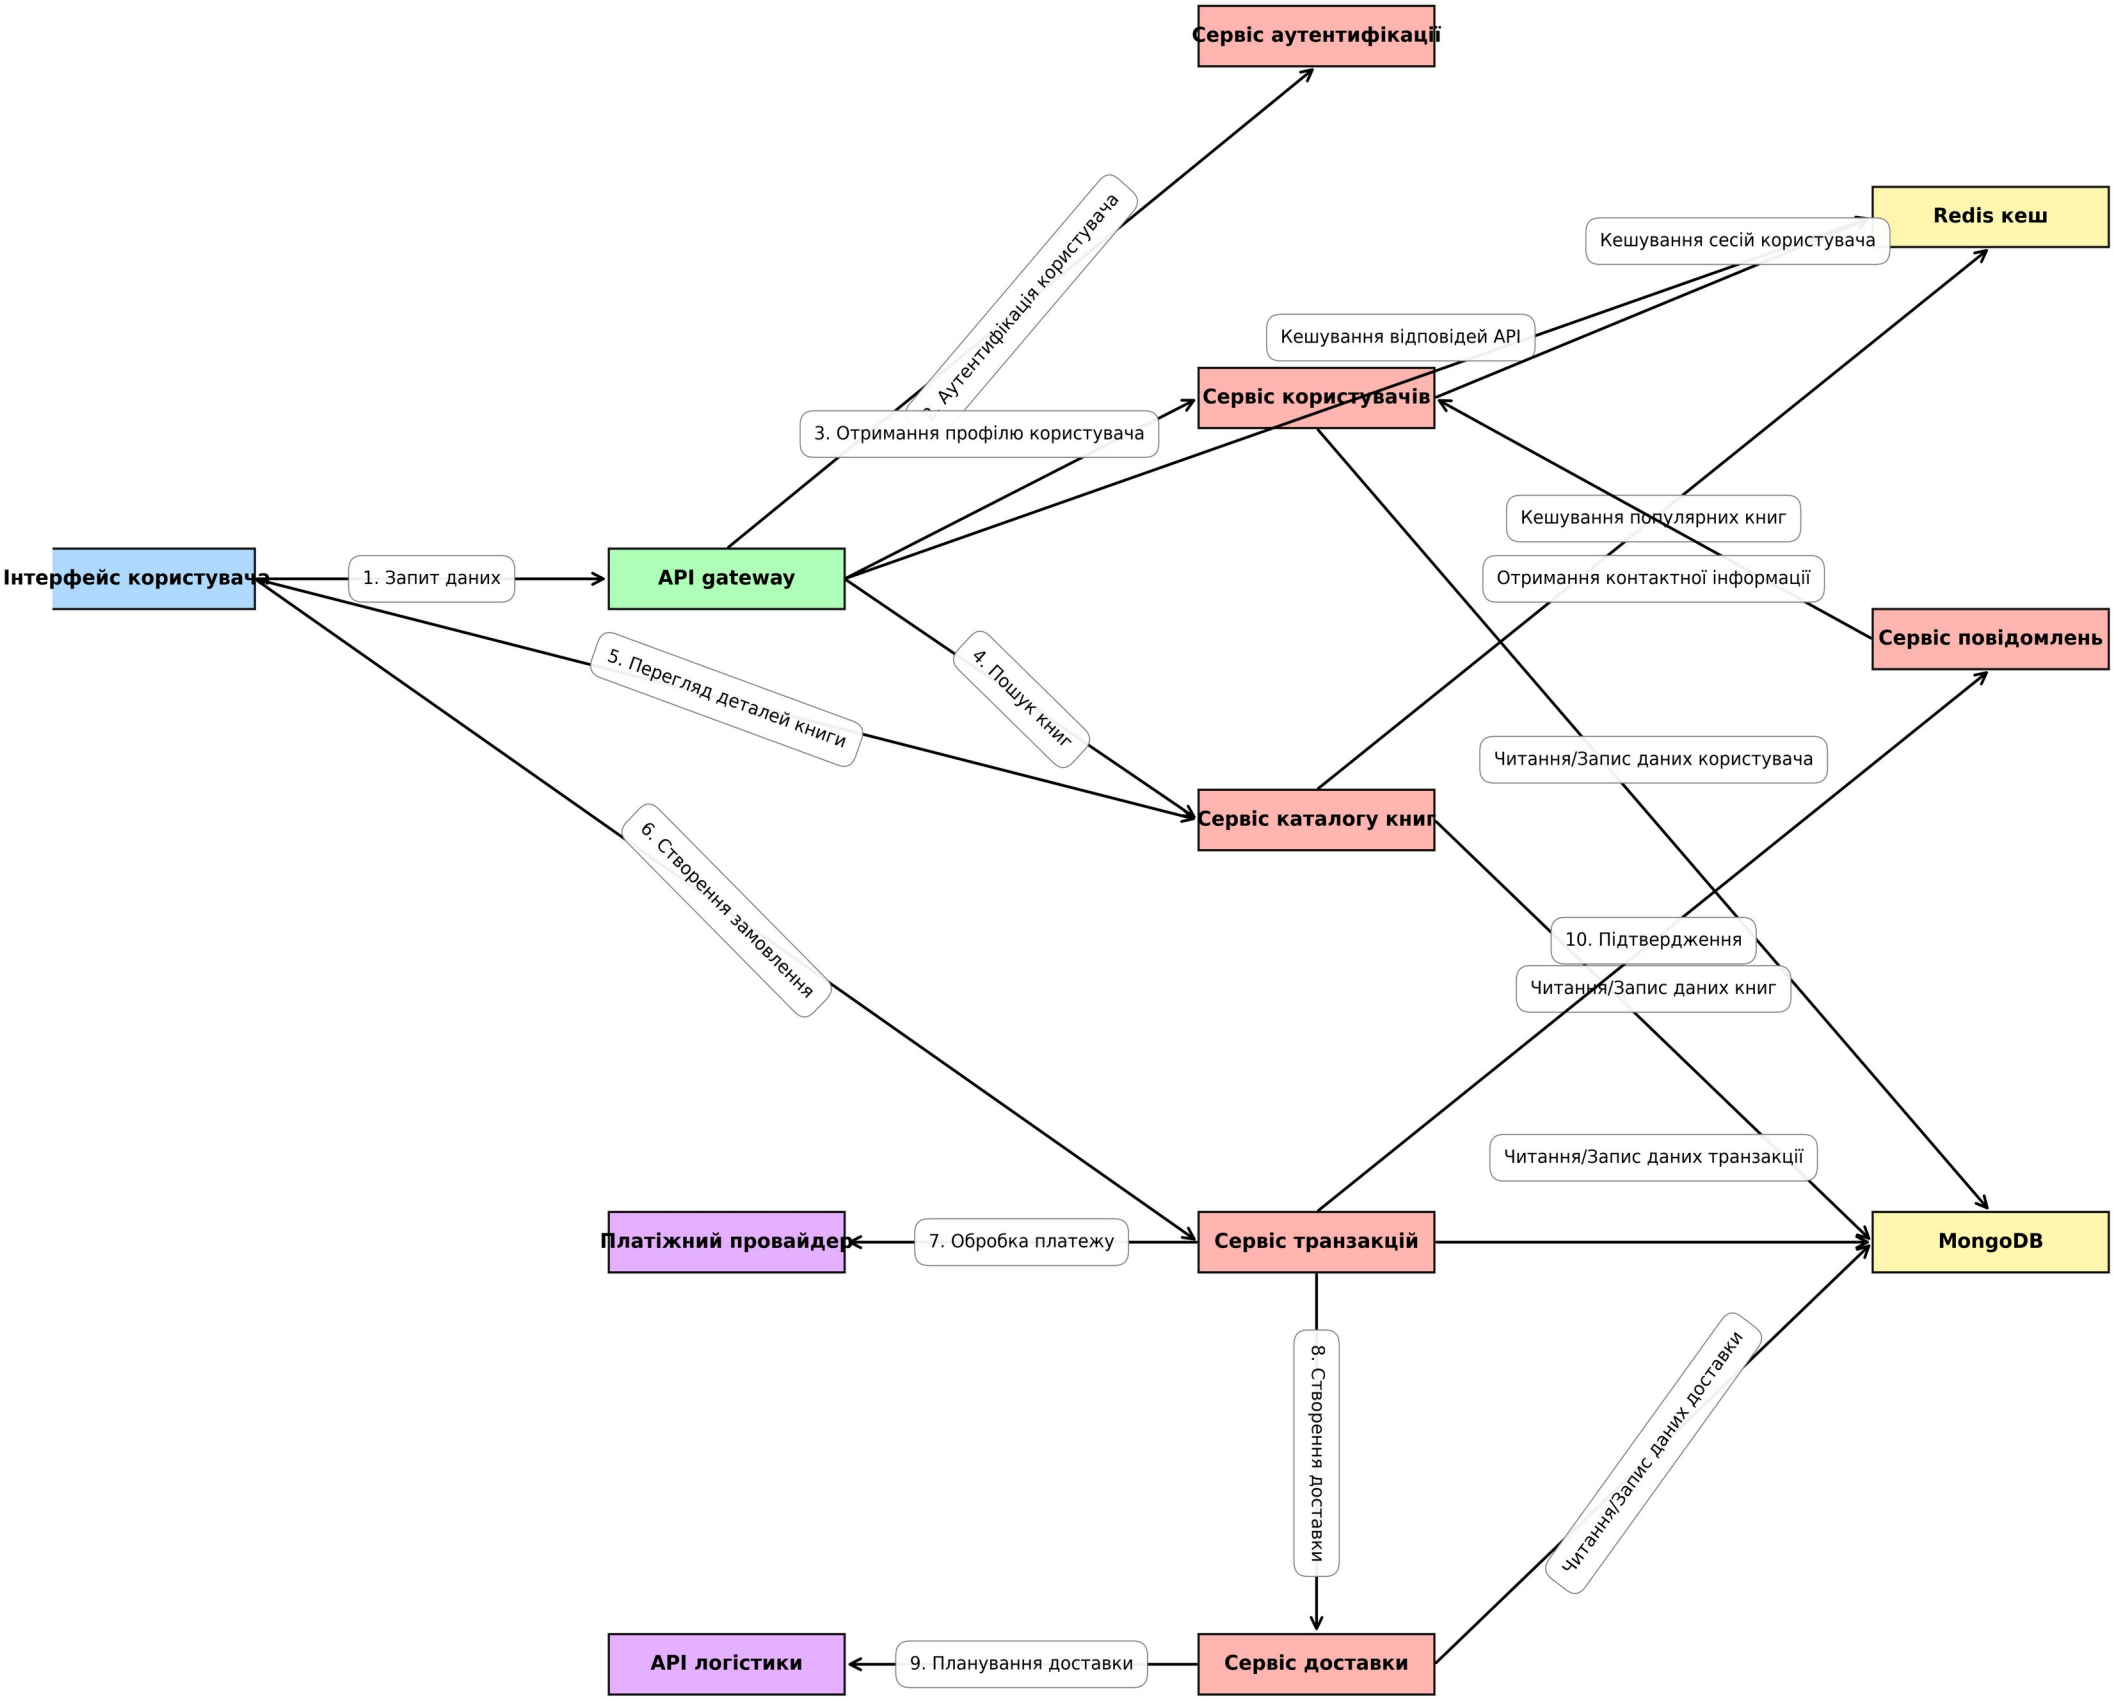 Сервіс аутентифікації
Redis кеш
2. Аутентифікація користувача
Кешування сесій користувача
Кешування відповідей API
Сервіс користувачів
3. Отримання профілю користувача
Кешування популярних книг
Інтерфейс користувача
1. Запит даних
API gateway
Отримання контактної інформації
Сервіс повідомлень
5. Перегляд деталей книги
4. Пошук книг
Читання/Запис даних користувача
Сервіс каталогу книг
6. Створення замовлення
10. Підтвердження
Читання/Запис даних книг
Читання/Запис даних транзакції
Платіжний провайдер
7. Обробка платежу
Сервіс транзакцій
MongoDB
8. Створення доставки
Читання/Запис даних доставки
API логістики
9. Планування доставки
Сервіс доставки